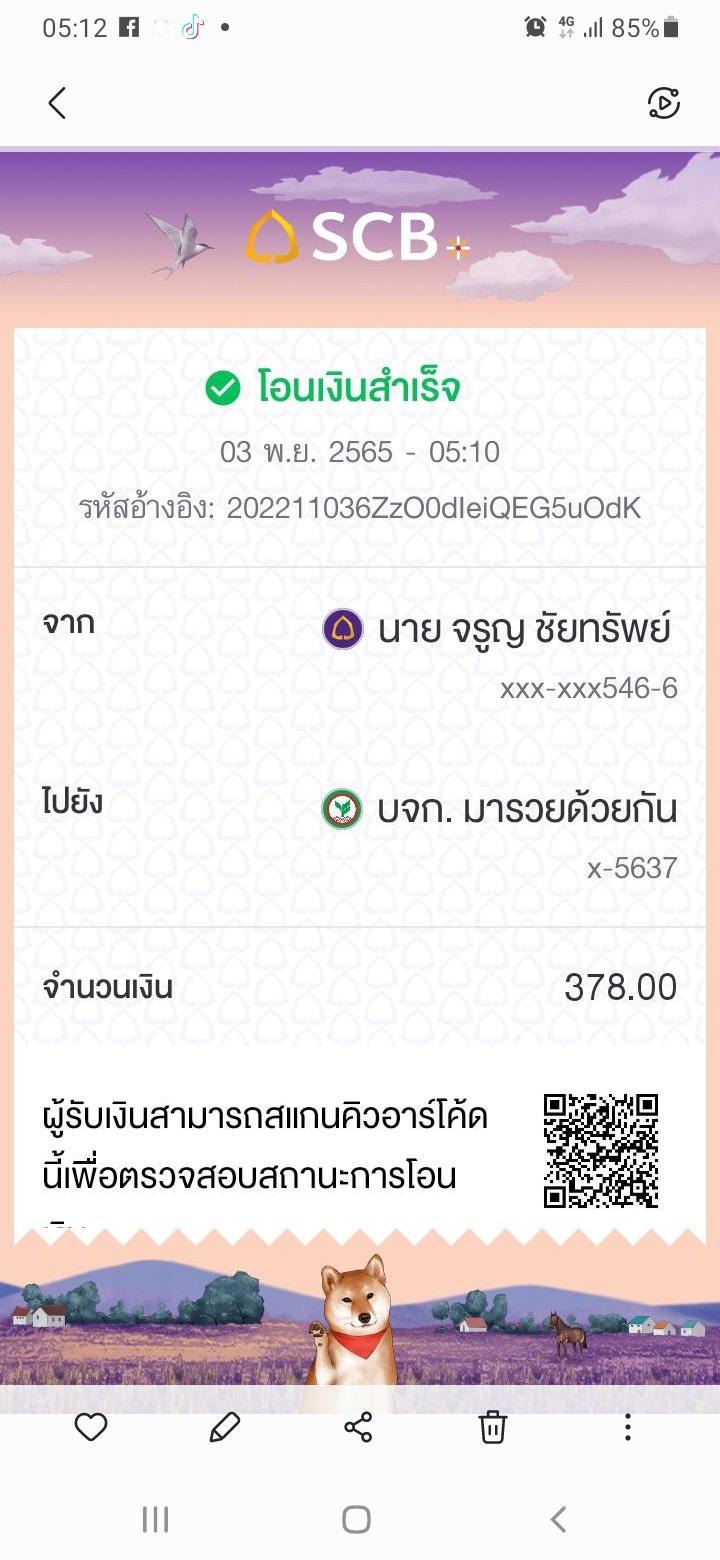 05:12
4G
85%
SCB
โอนเงินสำเร็จ
03 พ.ย. 2565 - 05:10
รหัสอ้างอิง: 202211036ZzO0dIeiQEG5uOdK
จาก
นาย จรูญ ชัยทรัพย์
xxx-xxx546-6
ไปยัง
บจก. มารวยด้วยกัน
x-5637
จำนวนเงิน
378.00
ผู้รับเงินสามารถสแกนคิวอาร์โค้ด
นี้เพื่อตรวจสอบสถานะการโอน